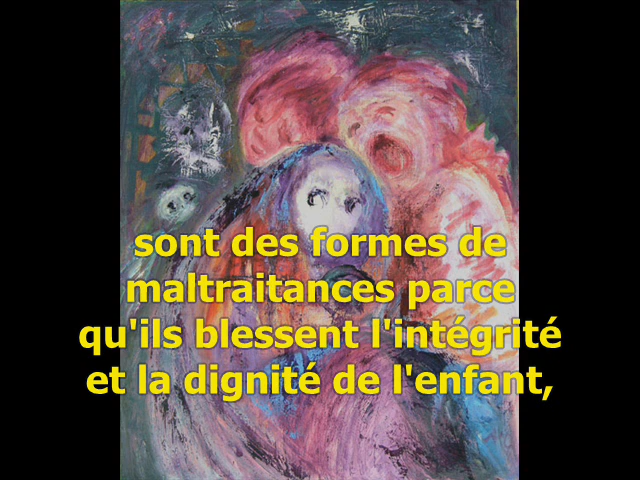 sont des formes de
maltraitances parce
qu'ils blessent l'intégrité
et la dignité de l'enfant,